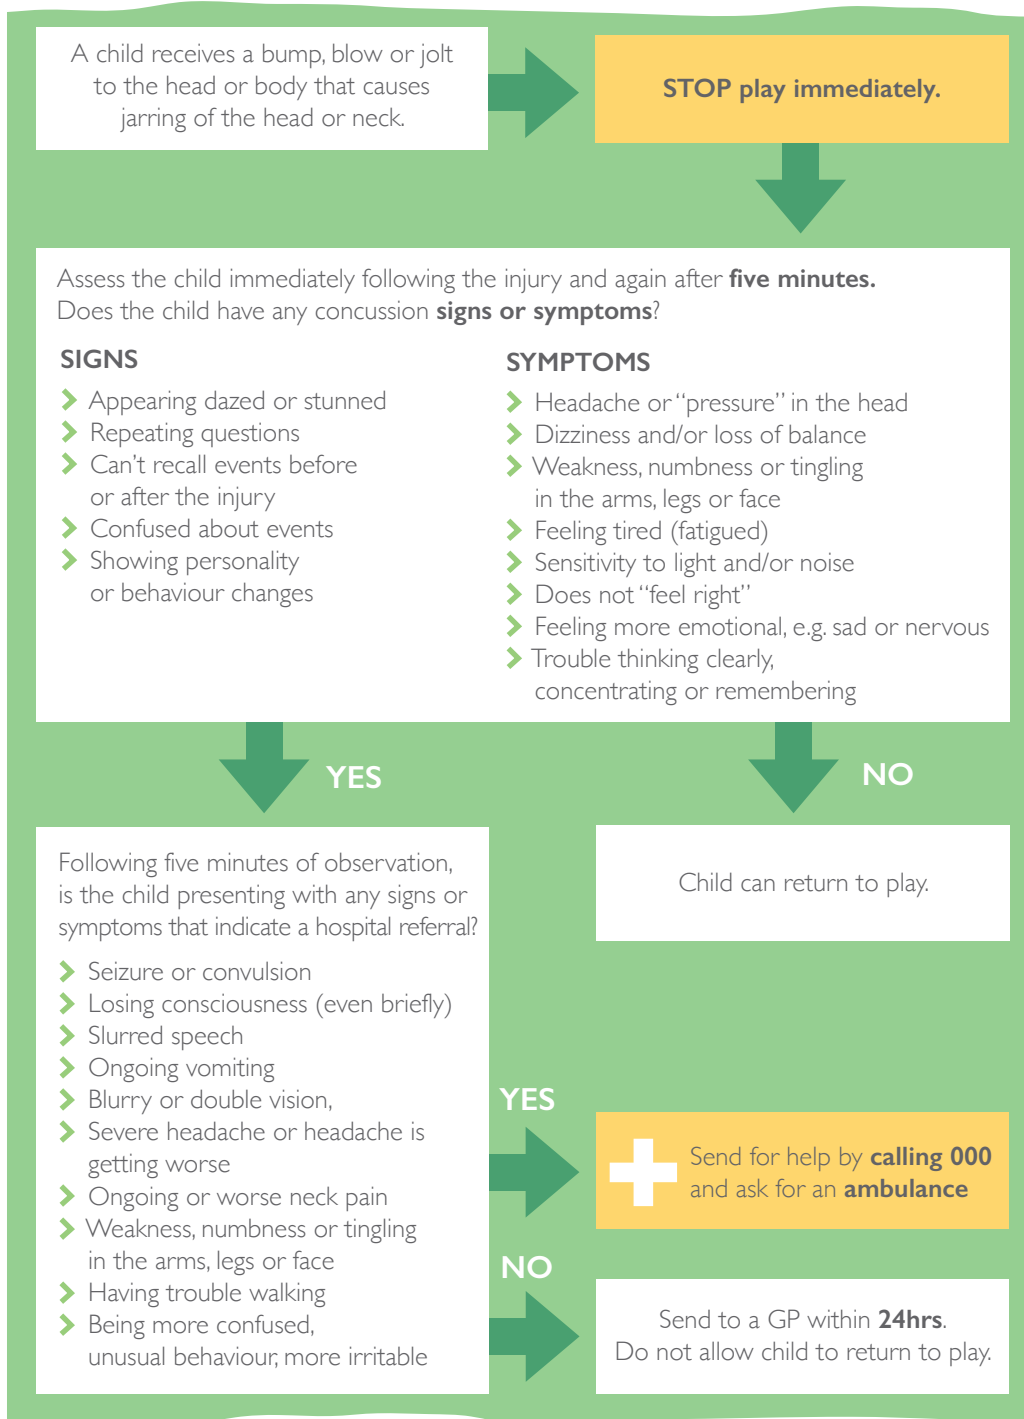 A child receives a bump, blow or jolt
to the head or body that causes
jarring of the head or neck.
STOP play immediately.
Assess the child immediately following the injury and again after five minutes.
Does the child have any concussion signs or symptoms?
SIGNS
Appearing dazed or stunned
Repeating questions
Can't recall events before
or after the injury
Confused about events
Showing personality
or behaviour changes
SYMPTOMS
Headache or "pressure" in the head
Dizziness and/or loss of balance
Weakness, numbness or tingling
in the arms, legs or face
Feeling tired (fatigued)
Sensitivity to light and/or noise
Does not "feel right"
Feeling more emotional, e.g. sad or nervous
Trouble thinking clearly,
concentrating or remembering
YES
NO
Following five minutes of observation,
is the child presenting with any signs or
symptoms that indicate a hospital referral?
Seizure or convulsion
Losing consciousness (even briefly)
Slurred speech
Ongoing vomiting
Blurry or double vision,
Severe headache or headache is
getting worse
Ongoing or worse neck pain
Weakness, numbness or tingling
in the arms, legs or face
Having trouble walking
Being more confused,
unusual behaviour, more irritable
Child can return to play.
YES
Send for help by calling 000
and ask for an ambulance
NO
Send to a GP within 24hrs.
Do not allow child to return to play.